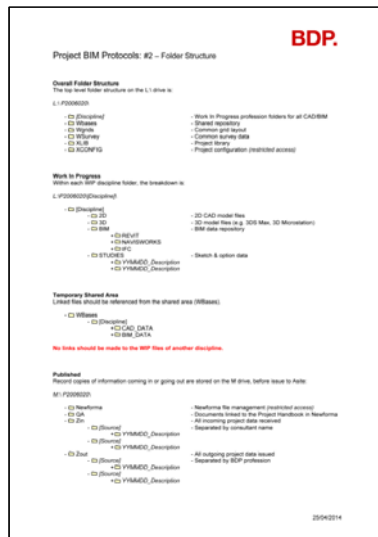 BDP.
Project BIM Protocols: #2 – Folder Structure
Overall Folder Structure
The top level folder structure on the L:\ drive is:
L:\ P2006020\
- [Discipline] - Work In Progress profession folders for all CAD/BIM
- Wbases - Shared repository
- Wgrids - Common grid layout
- WSurvey - Common survey data
- XLIB - Project library
- XCONFIG - Project configuration (restricted access)
Work In Progress
Within each WIP discipline folder, the breakdown is:
L:\P2006020\[Discipline]\
- [Discipline]
- 2D - 2D CAD model files
- 3D - 3D model files (e.g. 3DS Max, 3D Microstation)
- BIM - BIM data repository
+ REVIT
+ NAVISWORKS
+ IFC
- STUDIES - Sketch & option data
+ YYMMDD_Description
+ YYMMDD_Description
Temporary Shared Area
Linked files should be referenced from the shared area (WBases)
- WBases
- [Discipline]
+ CAD_DATA
+ BIM_DATA
No links should be made to the WIP files of another discipline.
Published
Record copies of information coming in or going out are stored on the M drive, before issue to Asite:
M:\ P2006020\
- Newforma - Newforma file management (restricted access)
- QA - Documents linked to the Project Handbook in Newforma
- Zin - All incoming project data received
- [Source] - Separated by consultant name
+ YYMMDD_Description
- [Source]
+ YYMMDD_Description
- Zout - All outgoing project data issued
- [Source] - Separated by BDP profession
+ YYMMDD_Description
- [Source]
+ YYMMDD_Description
25/04/2014